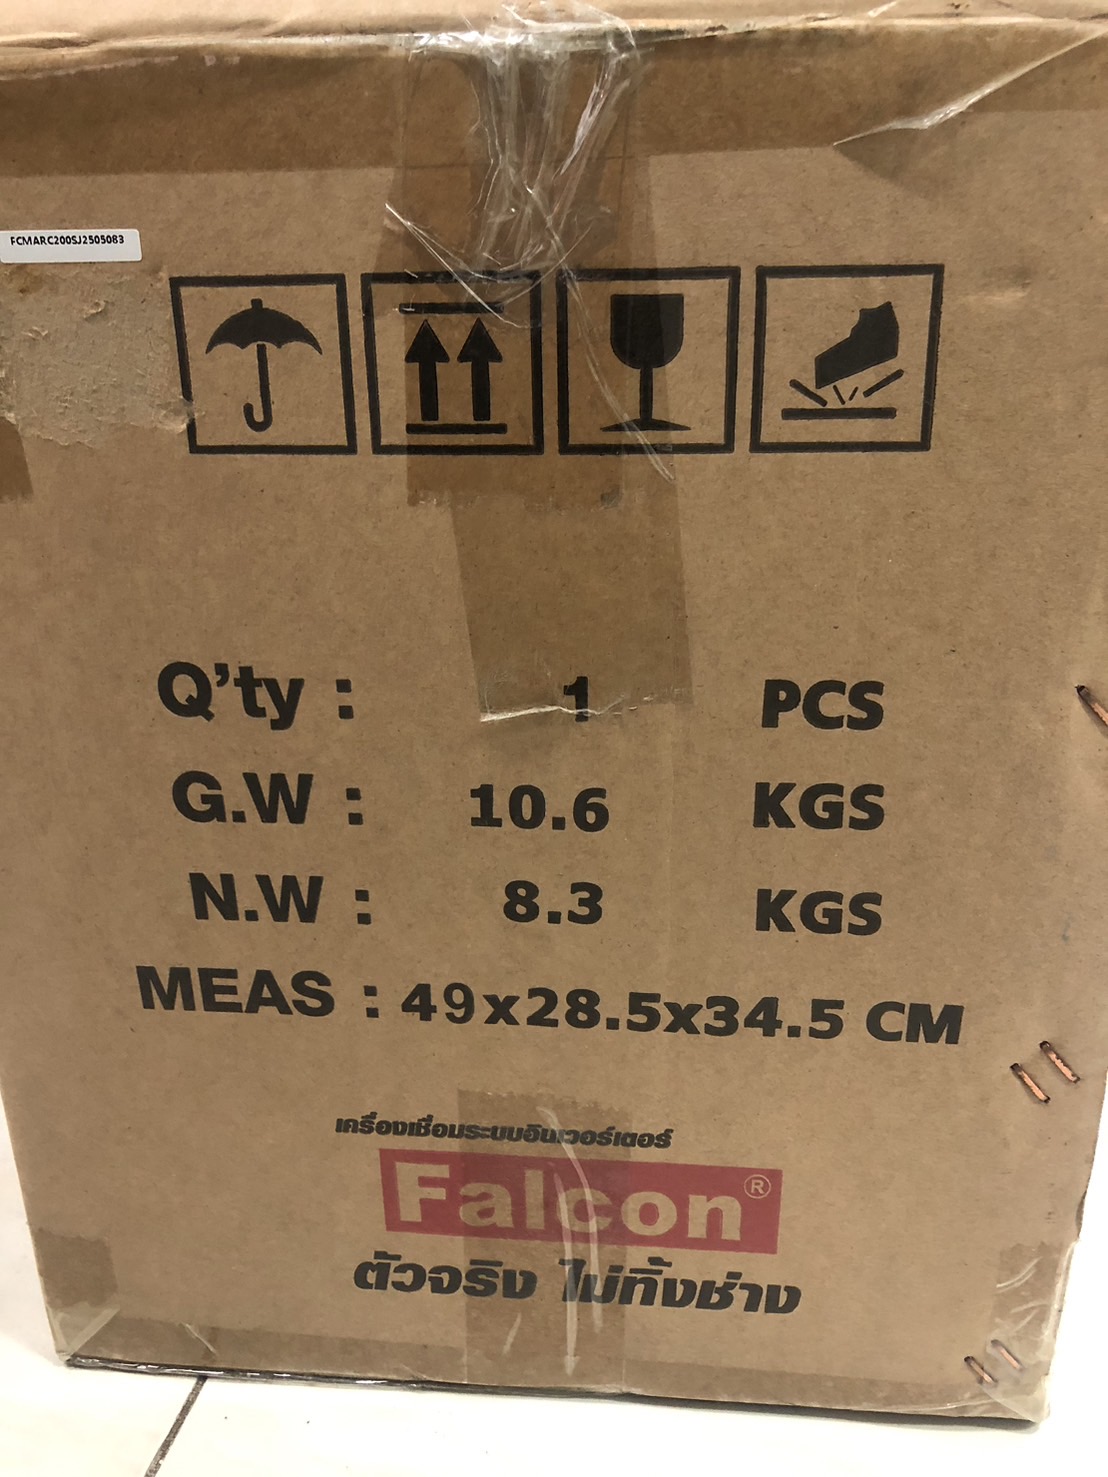 FCMARC200SJ2505083
Q'ty : 1 PCS
G.W : 10.6 KGS
N.W : 8.3 KGS
MEAS : 49x28.5x34.5 CM
เครื่องเชื่อมระบบอินเวอร์เตอร์
Falcon®
ตัวจริง ไม่ทิ้งช่าง